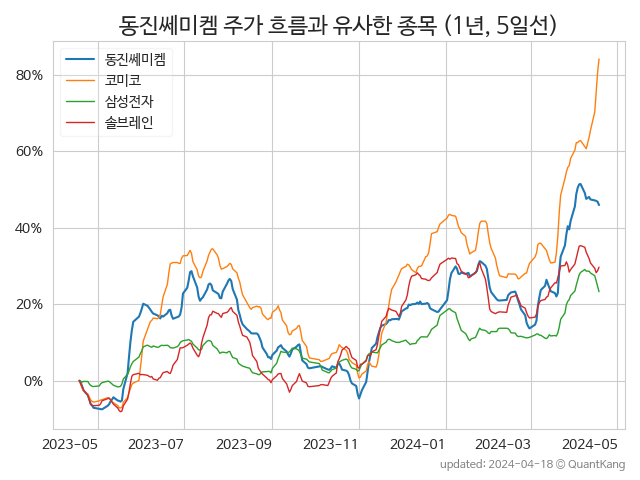 동진쎄미켐 주가 흐름과 유사한 종목 (1년, 5일선)
동진쎄미켐
코미코
삼성전자
솔브레인
80%
60%
40%
20%
0%
2023-05 2023-07 2023-09 2023-11 2024-01 2024-03 2024-05
updated: 2024-04-18 © QuantKang